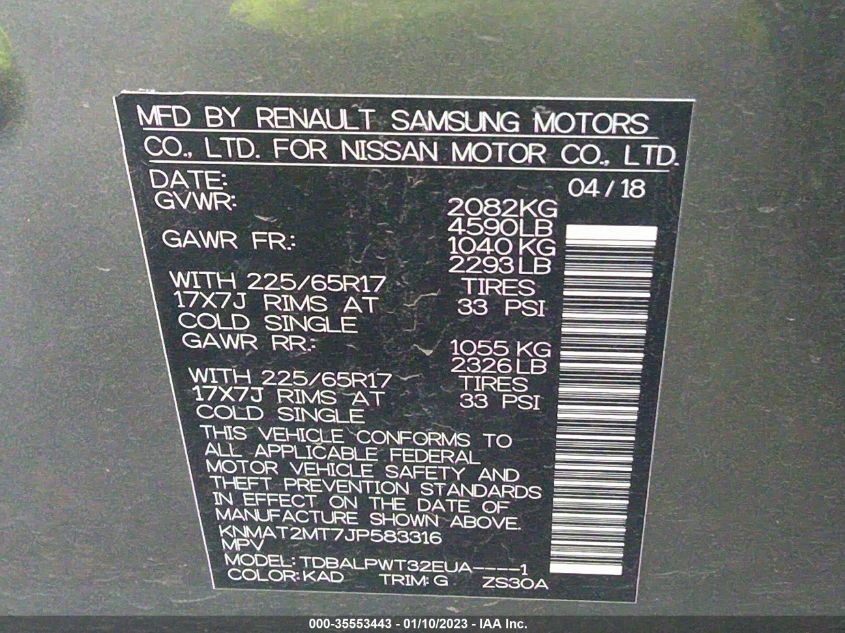 MFD BY RENAULT SAMSUNG MOTORS
CO., LTD. FOR NISSAN MOTOR CO., LTD.
DATE: 04/18
GVWR: 2082KG
4590LB
GAWR FR.: 1040KG
2293LB
WITH 225/65R17 TIRES
17X7J RIMS AT 33 PSI
COLD SINGLE
GAWR RR.: 1055KG
2326LB
WITH 225/65R17 TIRES
17X7J RIMS AT 33 PSI
COLD SINGLE
THIS VEHICLE CONFORMS TO
ALL APPLICABLE FEDERAL
MOTOR VEHICLE SAFETY AND
THEFT PREVENTION STANDARDS
IN EFFECT ON THE DATE OF
MANUFACTURE SHOWN ABOVE.
KNMAT2MT7JP583316
MPV
MODEL: TDBALPWT32EUA----1
COLOR: KAD TRIM: G ZS30A
000-35553443 - 01/10/2023 - IAA Inc.